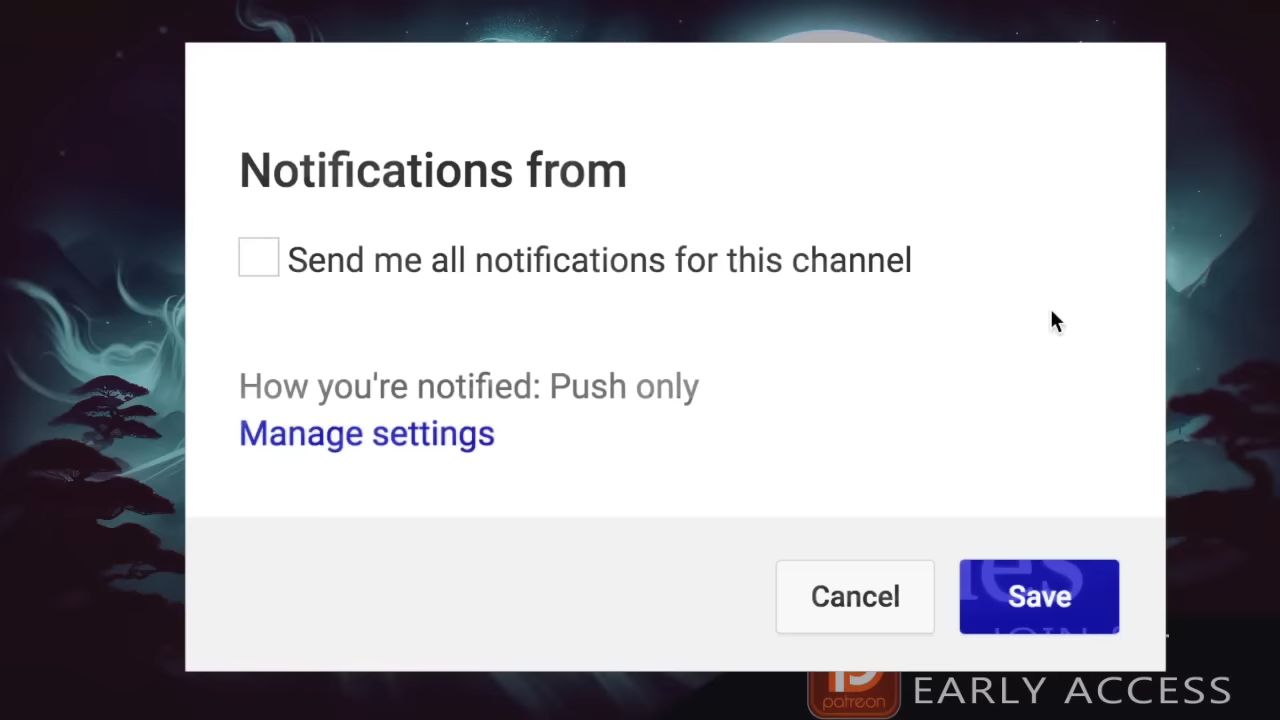 Notifications from
Send me all notifications for this channel
How you're notified: Push only
Manage settings
Cancel
Save
patreon
EARLY ACCESS